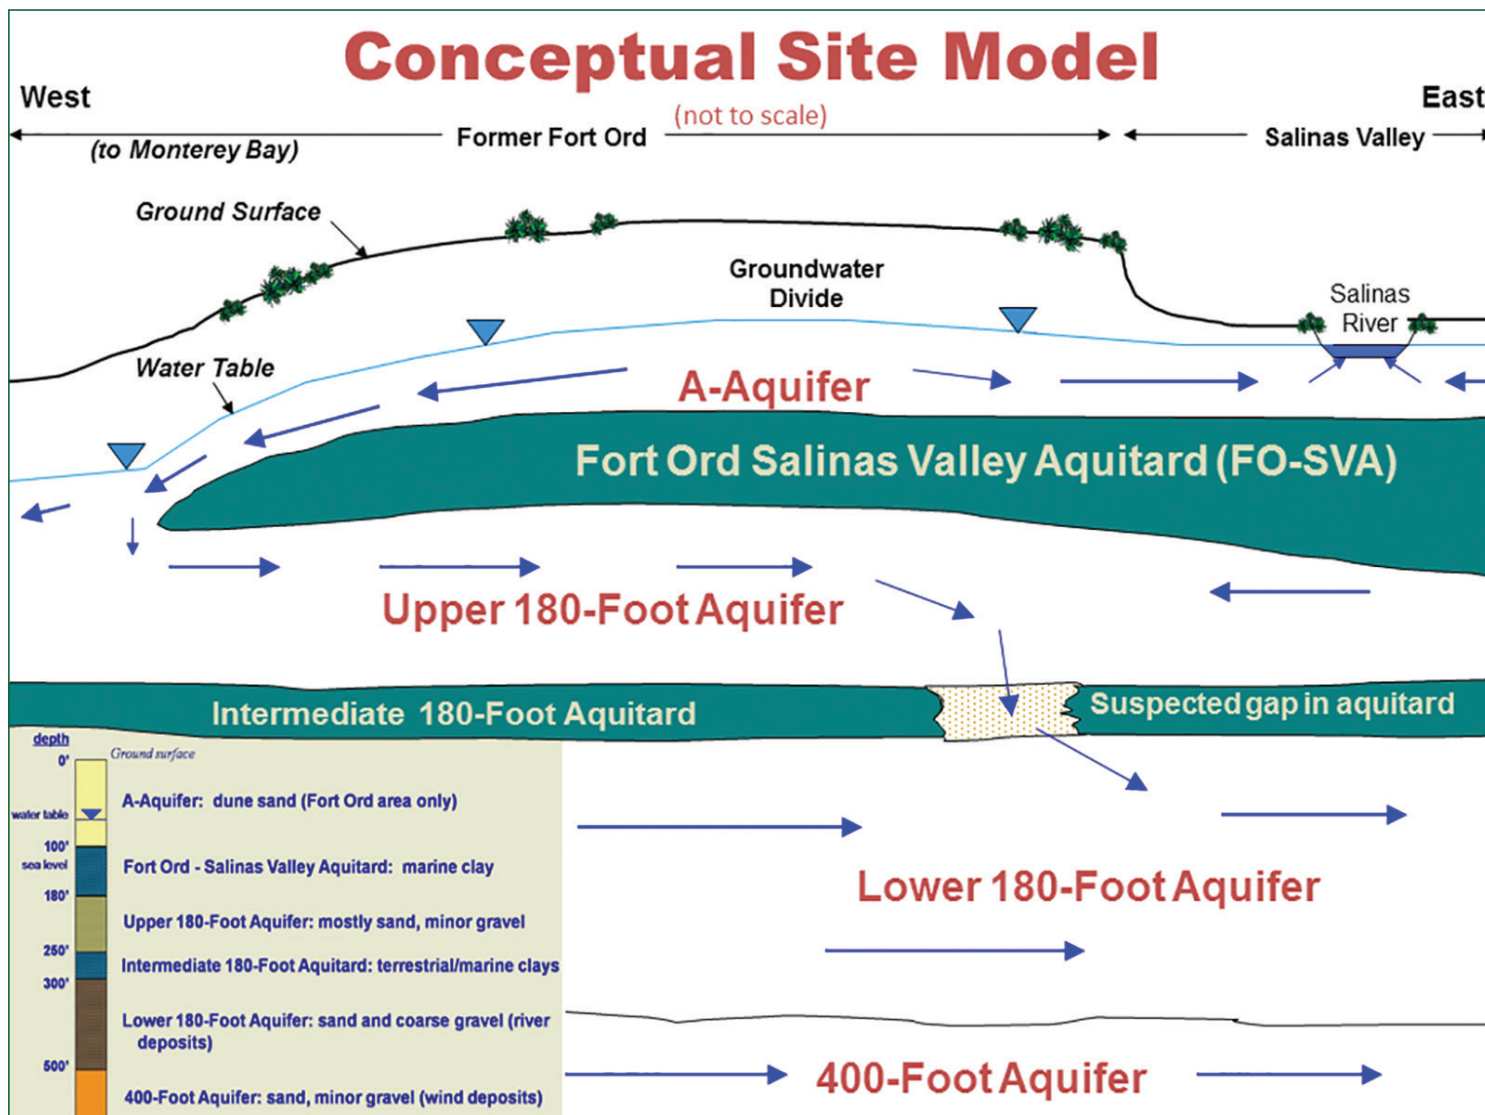 Conceptual Site Model
(not to scale)
West
East
(to Monterey Bay)
Former Fort Ord
Salinas Valley
Ground Surface
Groundwater
Divide
Salinas
River
Water Table
A-Aquifer
Fort Ord Salinas Valley Aquitard (FO-SVA)
Upper 180-Foot Aquifer
Intermediate 180-Foot Aquitard
Suspected gap in aquitard
Lower 180-Foot Aquifer
400-Foot Aquifer
depth
Ground surface
0'
A-Aquifer: dune sand (Fort Ord area only)
water table
100'
sea level
Fort Ord - Salinas Valley Aquitard: marine clay
180'
Upper 180-Foot Aquifer: mostly sand, minor gravel
250'
Intermediate 180-Foot Aquitard: terrestrial/marine clays
300'
Lower 180-Foot Aquifer: sand and coarse gravel (river
deposits)
500'
400-Foot Aquifer: sand, minor gravel (wind deposits)